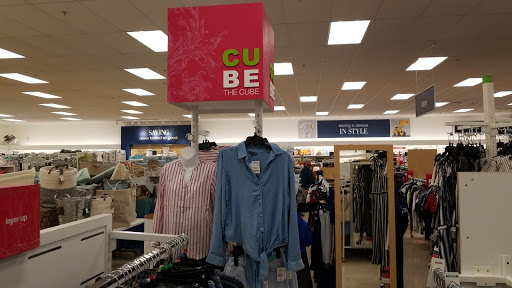 CU
BE
THE CUBE
SAVING
saving is always
IN STYLE
layer up